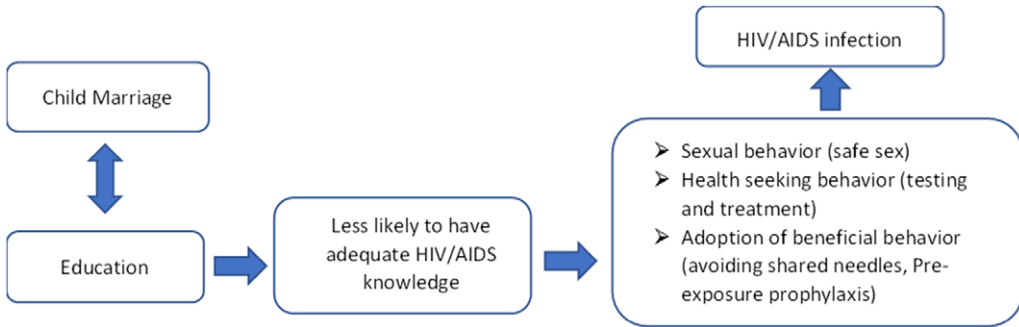 HIV/AIDS infection
Child Marriage
Education
Less likely to have
adequate HIV/AIDS
knowledge
➢ Sexual behavior (safe sex)
➢ Health seeking behavior (testing
and treatment)
➢ Adoption of beneficial behavior
(avoiding shared needles, Pre-
exposure prophylaxis)